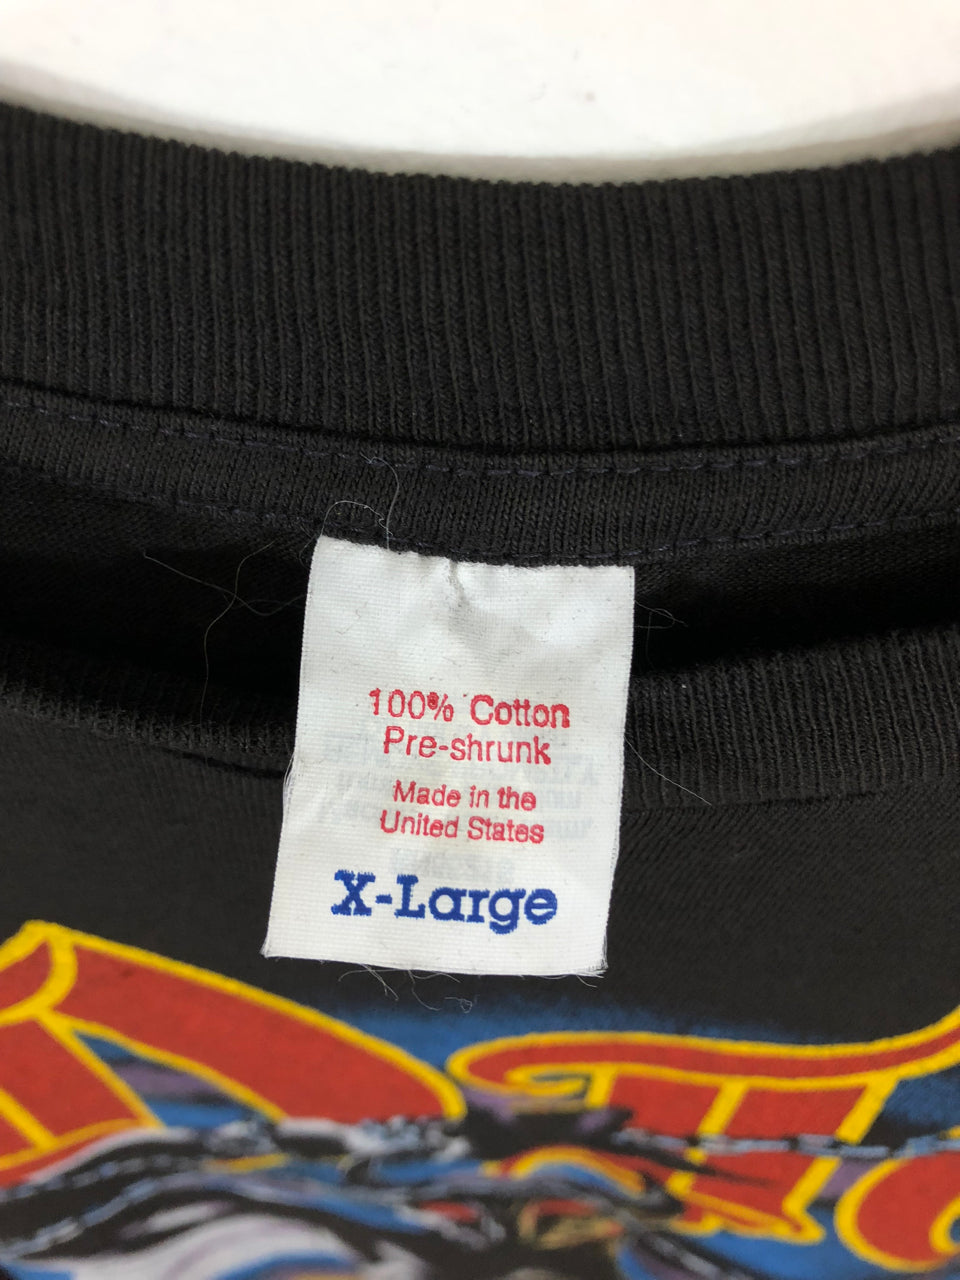 100% Cotton
Pre-shrunk
Made in the
United States
X-Large